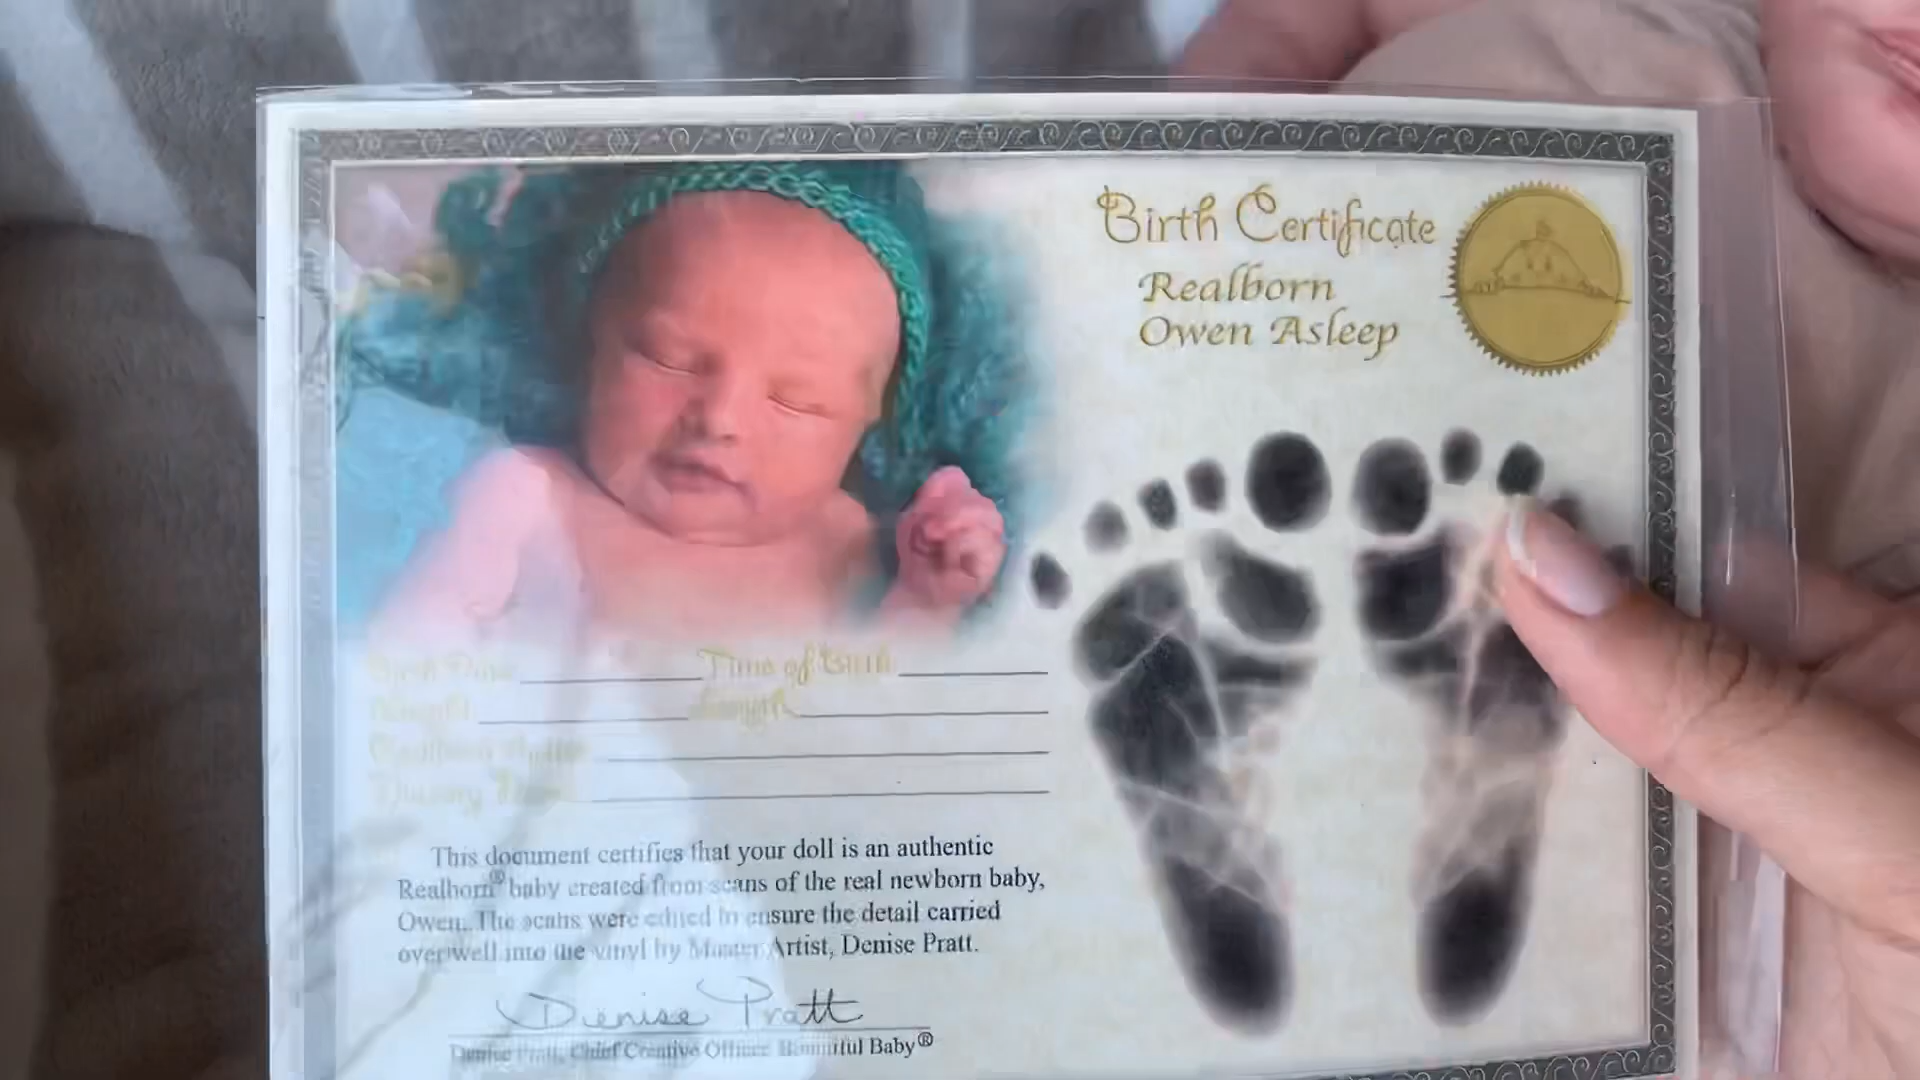 Birth Certificate
Realborn
Owen Asleep
Birth Date
Time of Birth
Length
This document certifies that your doll is an authentic
Realborn® baby created from scans of the real newborn baby,
Owen. The scans were edited to ensure the detail carried
over well into the vinyl by Master Artist, Denise Pratt.
Denise Pratt
Denise Pratt, Chief Creative Officer Bountiful Baby®